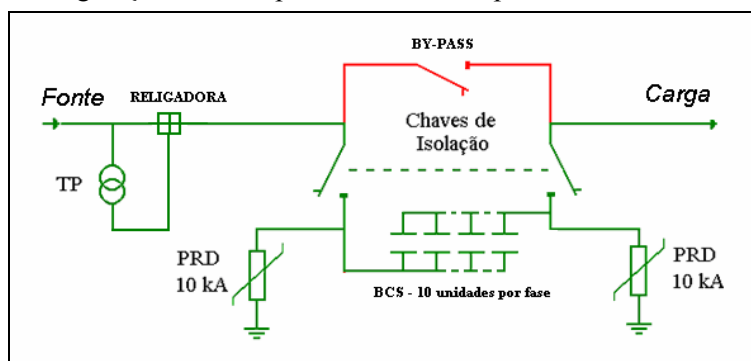 BY-PASS
Fonte
RELIGADORA
Carga
Chaves de
Isolação
TP
PRD
10 kA
PRD
10 kA
BCS - 10 unidades por fase